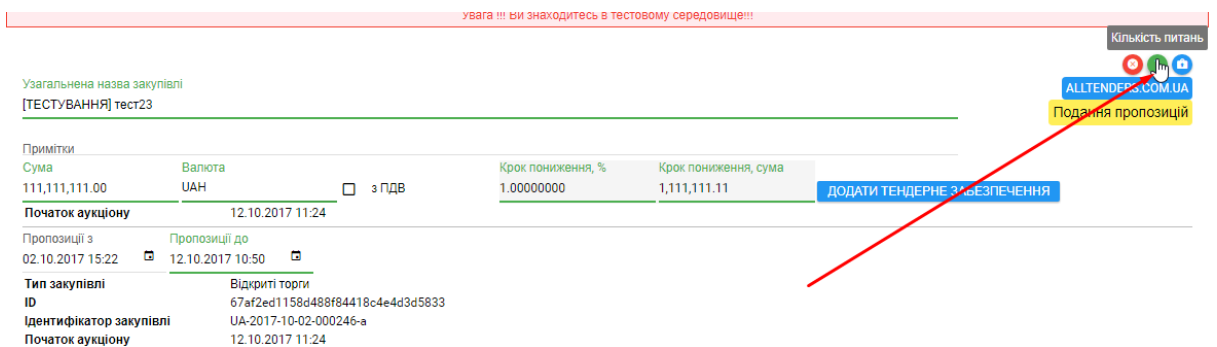 Увага !!! Ви знаходитесь в тестовому середовище!!!
Кількість питань
Узагальнена назва закупівлі
ALLTENDERS.COM.UA
[ТЕСТУВАННЯ] тест23
Подання пропозицій
Примітки
Сума Валюта Крок пониження, % Крок пониження, сума
111,111,111.00 UAH з ПДВ 1.00000000 1,111,111.11 ДОДАТИ ТЕНДЕРНЕ ЗАБЕЗПЕЧЕННЯ
Початок аукціону 12.10.2017 11:24
Пропозиції з Пропозиції до
02.10.2017 15:22 12.10.2017 10:50
Тип закупівлі Відкриті торги
ID 67af2ed1158d488f84418c4e4d3d5833
Ідентифікатор закупівлі UA-2017-10-02-000246-a
Початок аукціону 12.10.2017 11:24